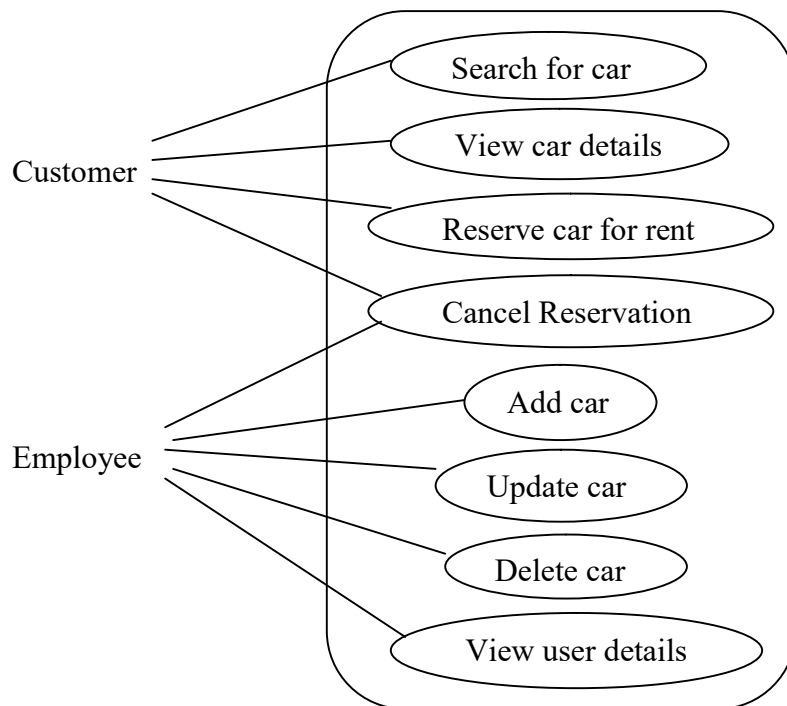 Search for car
View car details
Customer
Reserve car for rent
Cancel Reservation
Add car
Employee
Update car
Delete car
View user details